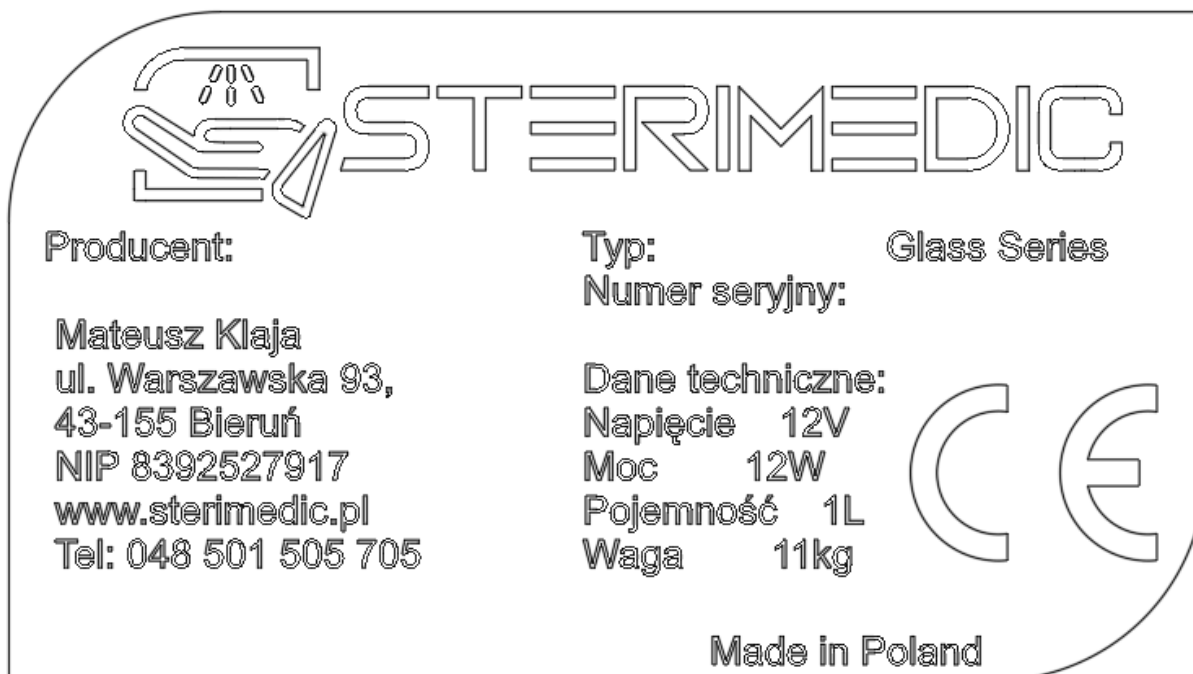 STERIMEDIC
Producent:
Mateusz Klaja
ul. Warszawska 93,
43-155 Bieruń
NIP 8392527917
www.sterimedic.pl
Tel: 048 501 505 705
Typ: Glass Series
Numer seryjny:
Dane techniczne:
Napięcie 12V
Moc 12W
Pojemność 1L
Waga 11kg
CE
Made in Poland